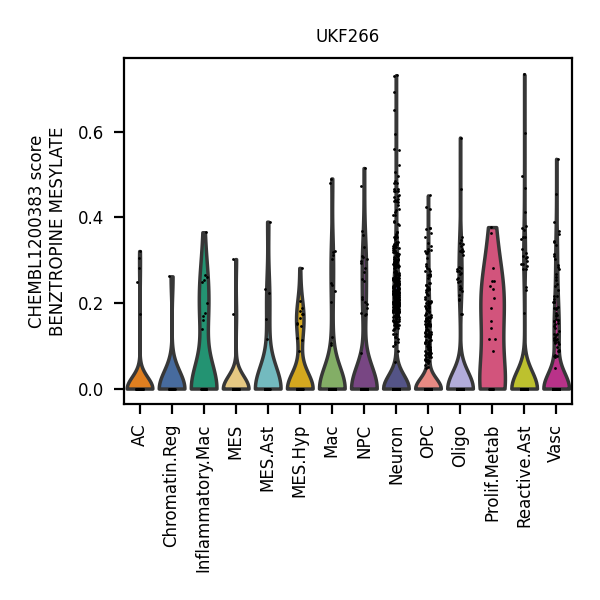 UKF266
CHEMBL1200383 score
BENZTROPINE MESYLATE
0.6
0.4
0.2
0.0
AC
Chromatin.Reg
Inflammatory.Mac
MES
MES.Ast
MES.Hyp
Mac
NPC
Neuron
OPC
Oligo
Prolif.Metab
Reactive.Ast
Vasc